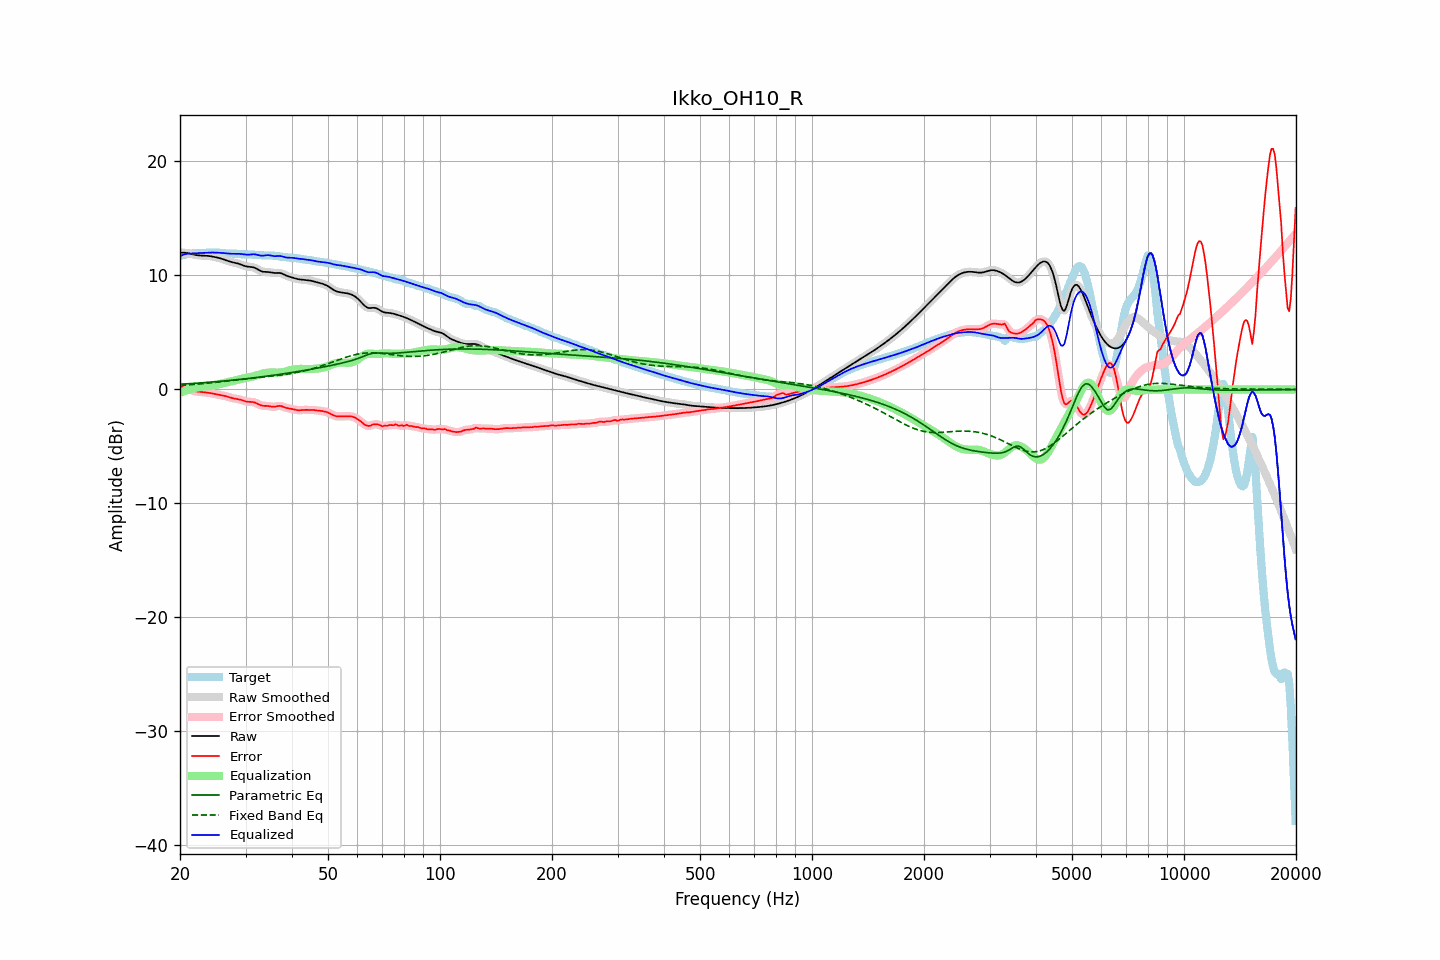 Ikko_OH10_R
20
10
0
−10
−20
−30
−40
Amplitude (dBr)
Target
Raw Smoothed
Error Smoothed
Raw
Error
Equalization
Parametric Eq
Fixed Band Eq
Equalized
20 50 100 200 500 1000 2000 5000 10000 20000
Frequency (Hz)